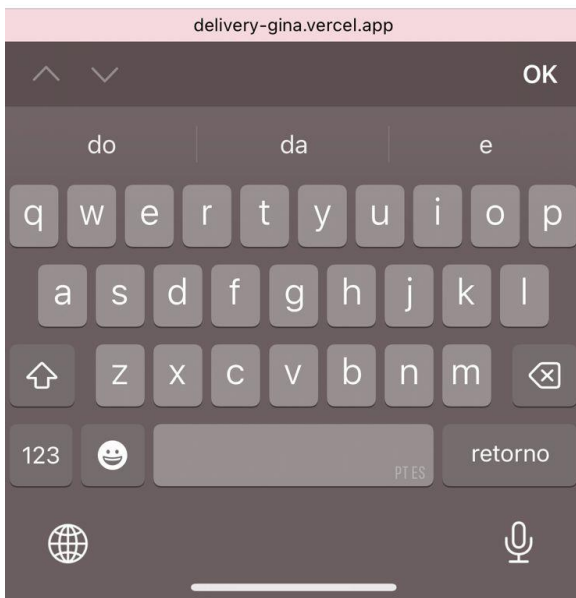 delivery-gina.vercel.app
OK
do da e
q w e r t y u i o p
a s d f g h j k l
z x c v b n m
123 PT ES retorno